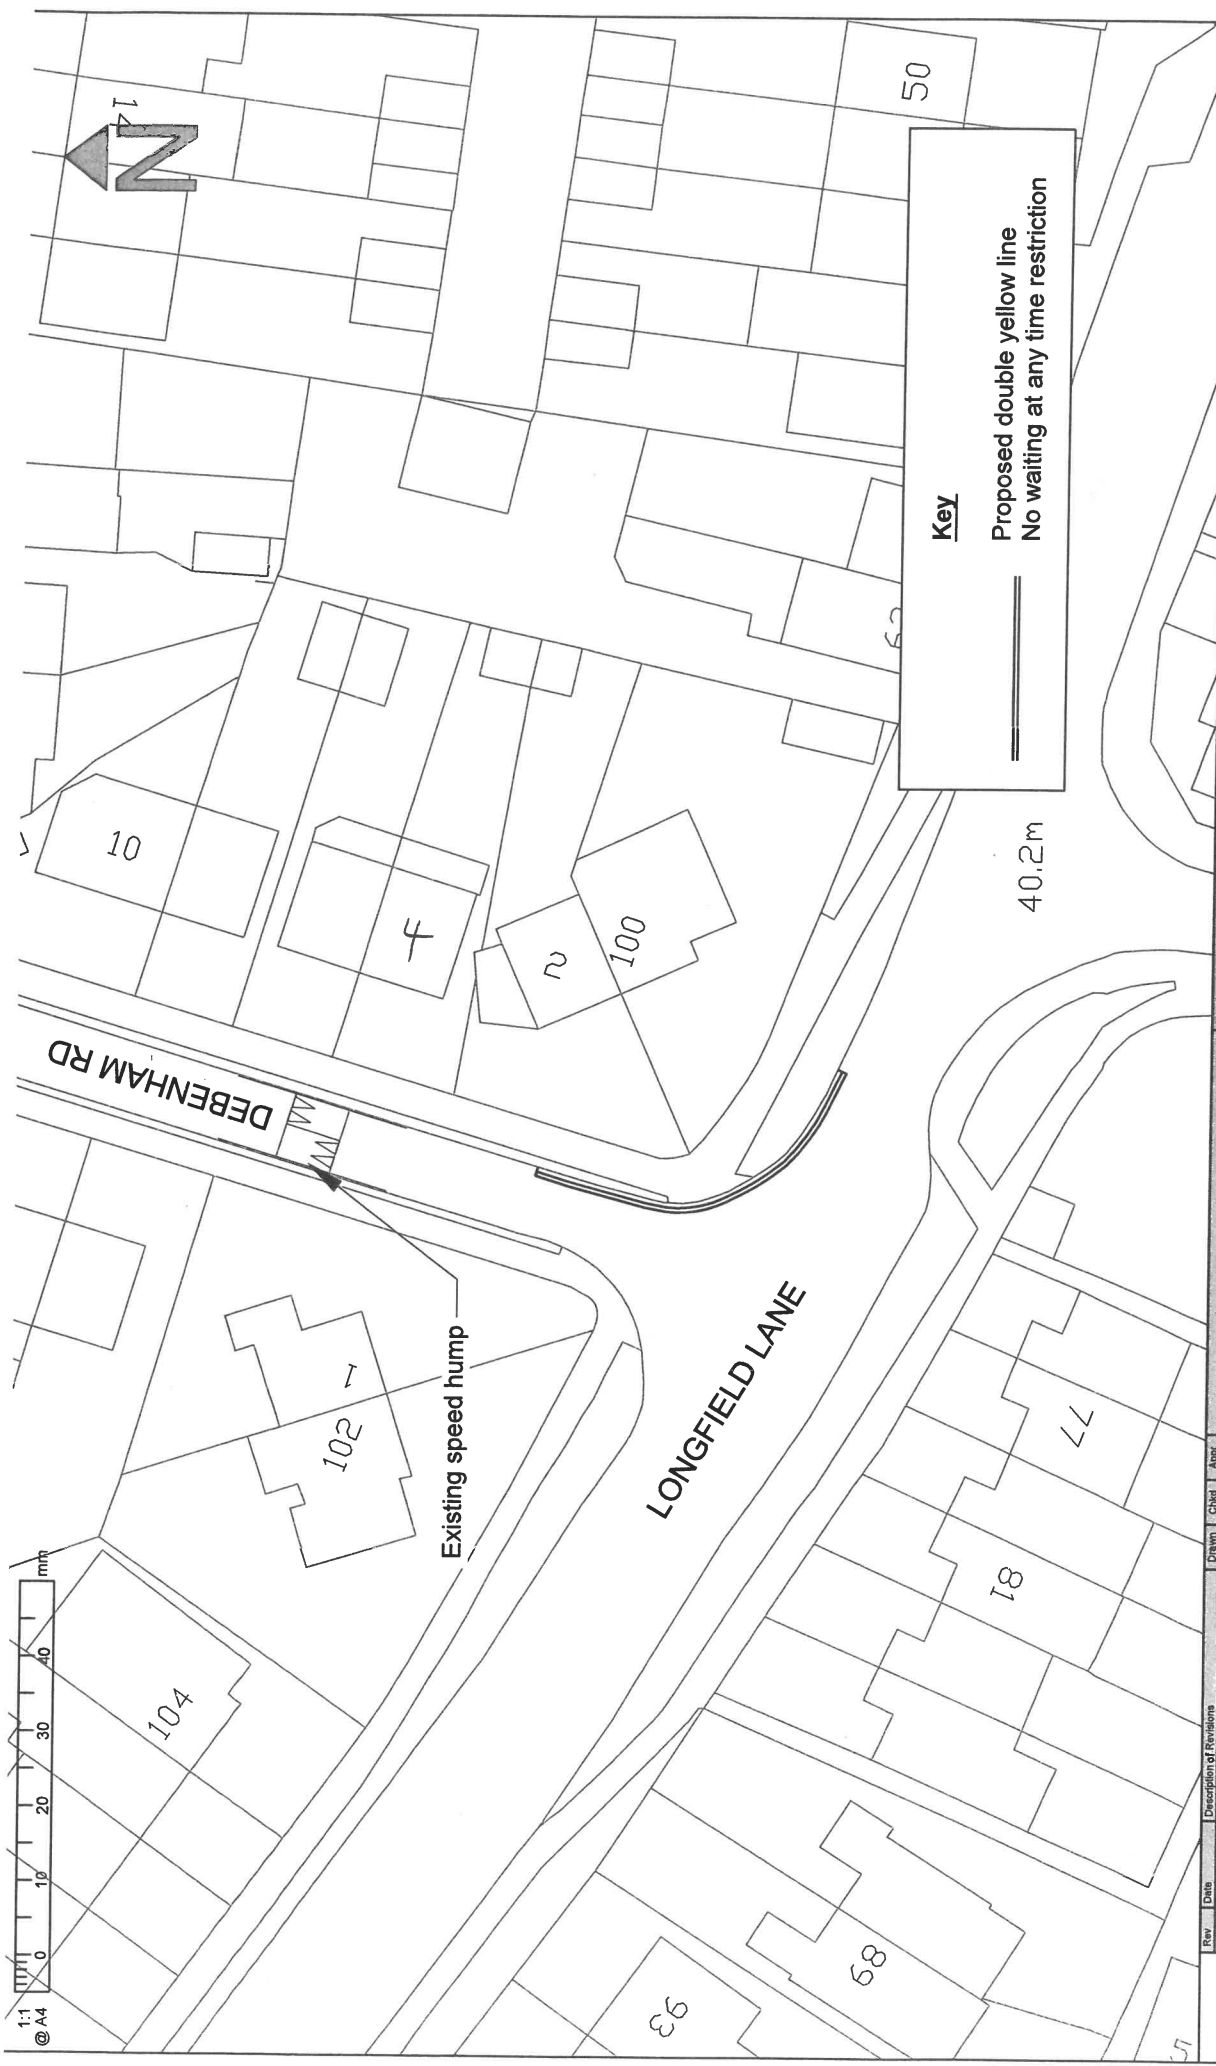 1:1
@ A4
0 10 20 30 40 mm
N
14
50
10
4
2
100
DEBENHAM RD
102
1
104
Existing speed hump
LONGFIELD LANE
40.2m
77
81
89
93
Key
Proposed double yellow line
No waiting at any time restriction
Rev Date Description of Revisions Drawn Chkd Appr